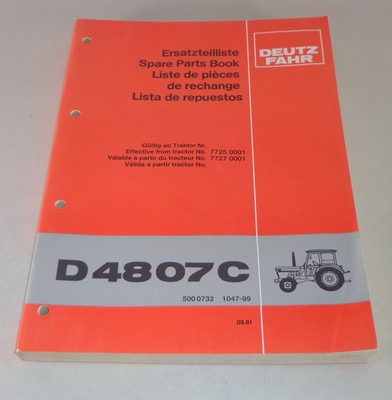 Ersatzteilliste
Spare Parts Book
Liste de pièces
de rechange
Lista de repuestos
DEUTZ
FAHR
Gültig ab Traktor Nr.
Effective from tractor No. 7725 0001
Valable à partir du tracteur No. 7727 0001
Válida a partir tractor No.
D4807C
500 0732 1047-99
09.81